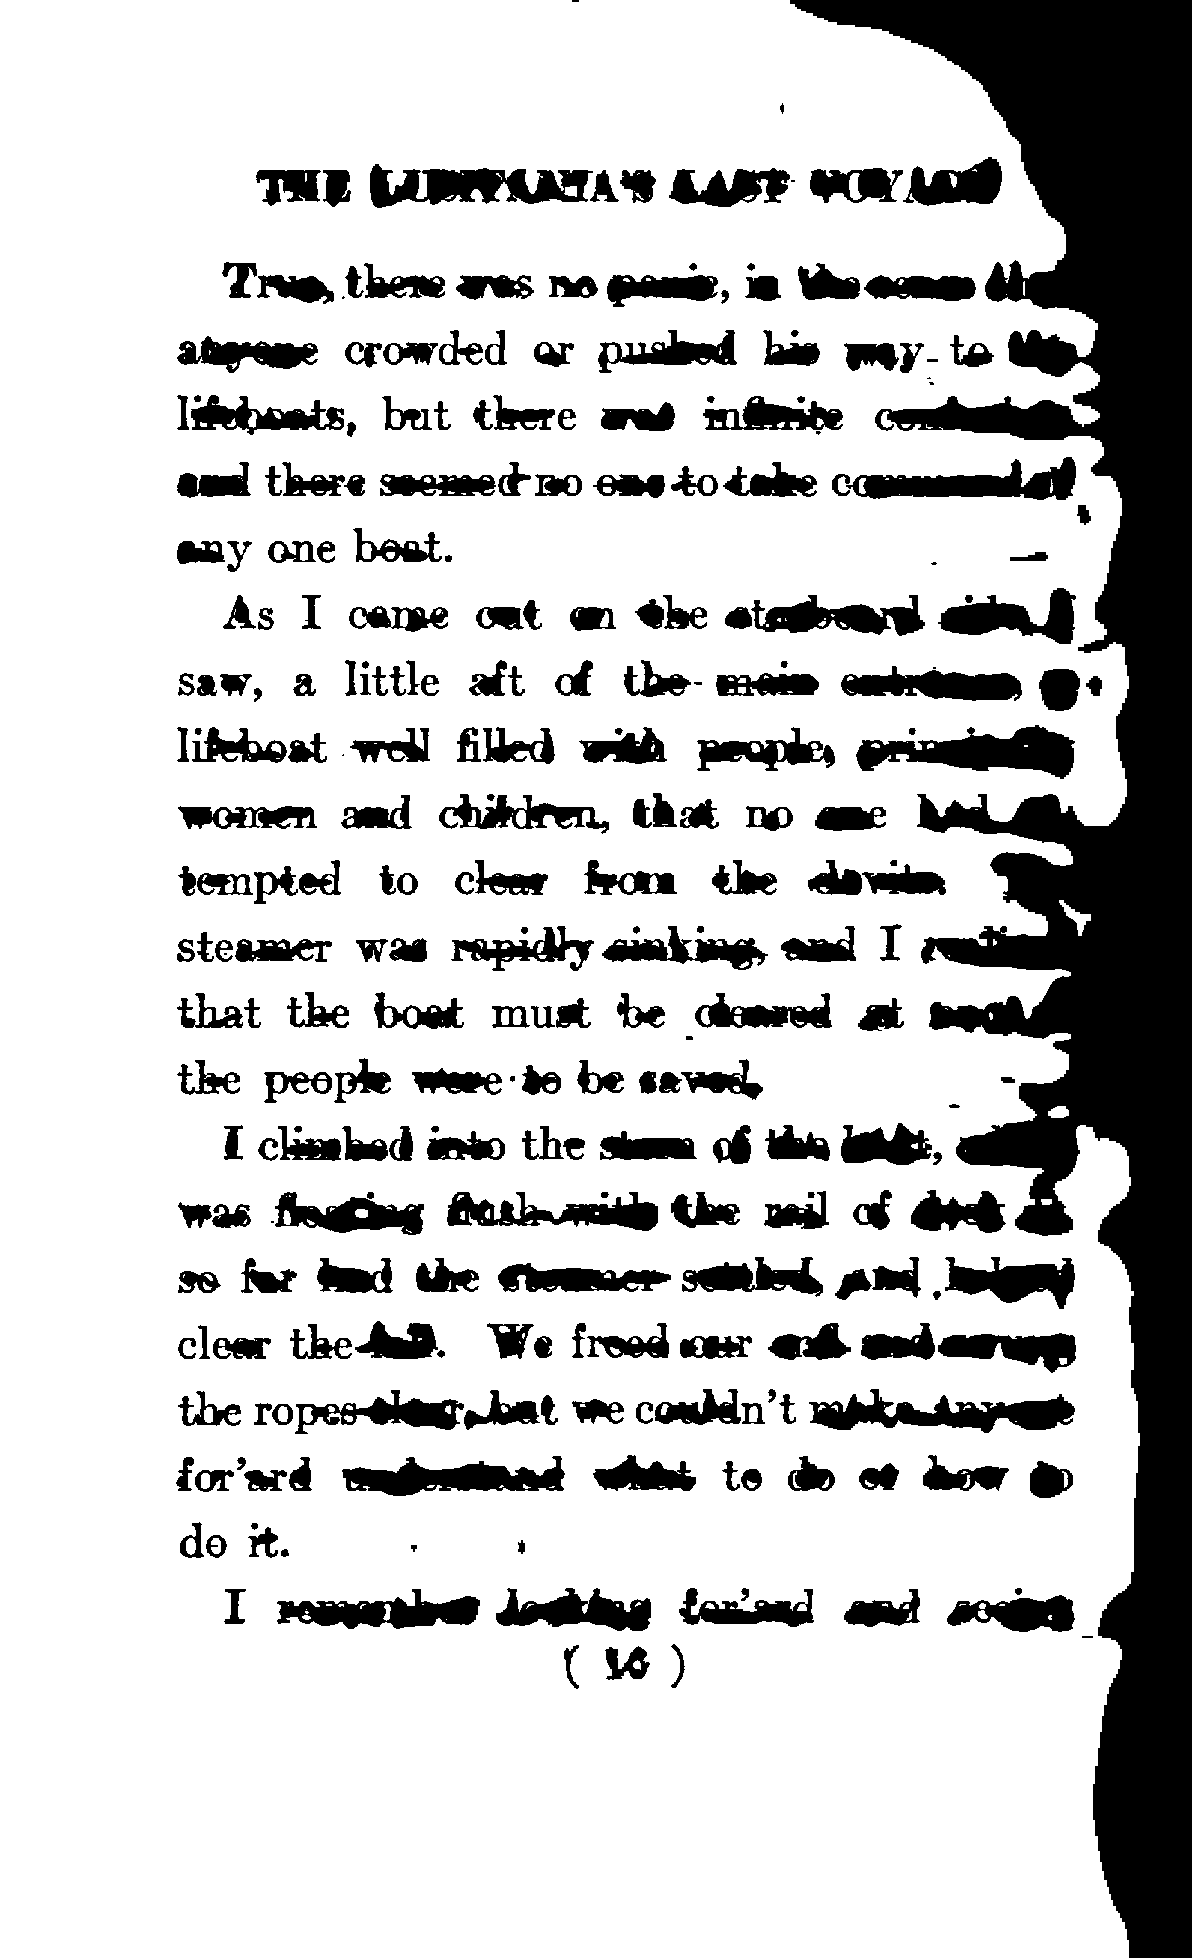 THE LUSITANIA'S LAST VOYAGE
True, there was no panic, in the sense that
anyone crowded or pushed his way to the
lifeboats, but there was infinite confusion
and there seemed no one to take command of
any one boat.
As I came out on the starboard side, I
saw, a little aft of the main entrance, a
lifeboat well filled with people, principally
women and children, that no one had at-
tempted to clear from the davits. The
steamer was rapidly sinking, and I realized
that the boat must be cleared at once
the people were to be saved.
I climbed into the stern of the boat, which
was floating flush with the rail of deck B,
so far had the steamer settled, and helped
clear the fall. We freed our end and swung
the ropes clear, but we couldn't make anyone
for'ard understand what to do or how to
do it.
I remember looking for'ard and seeing
( 16 )